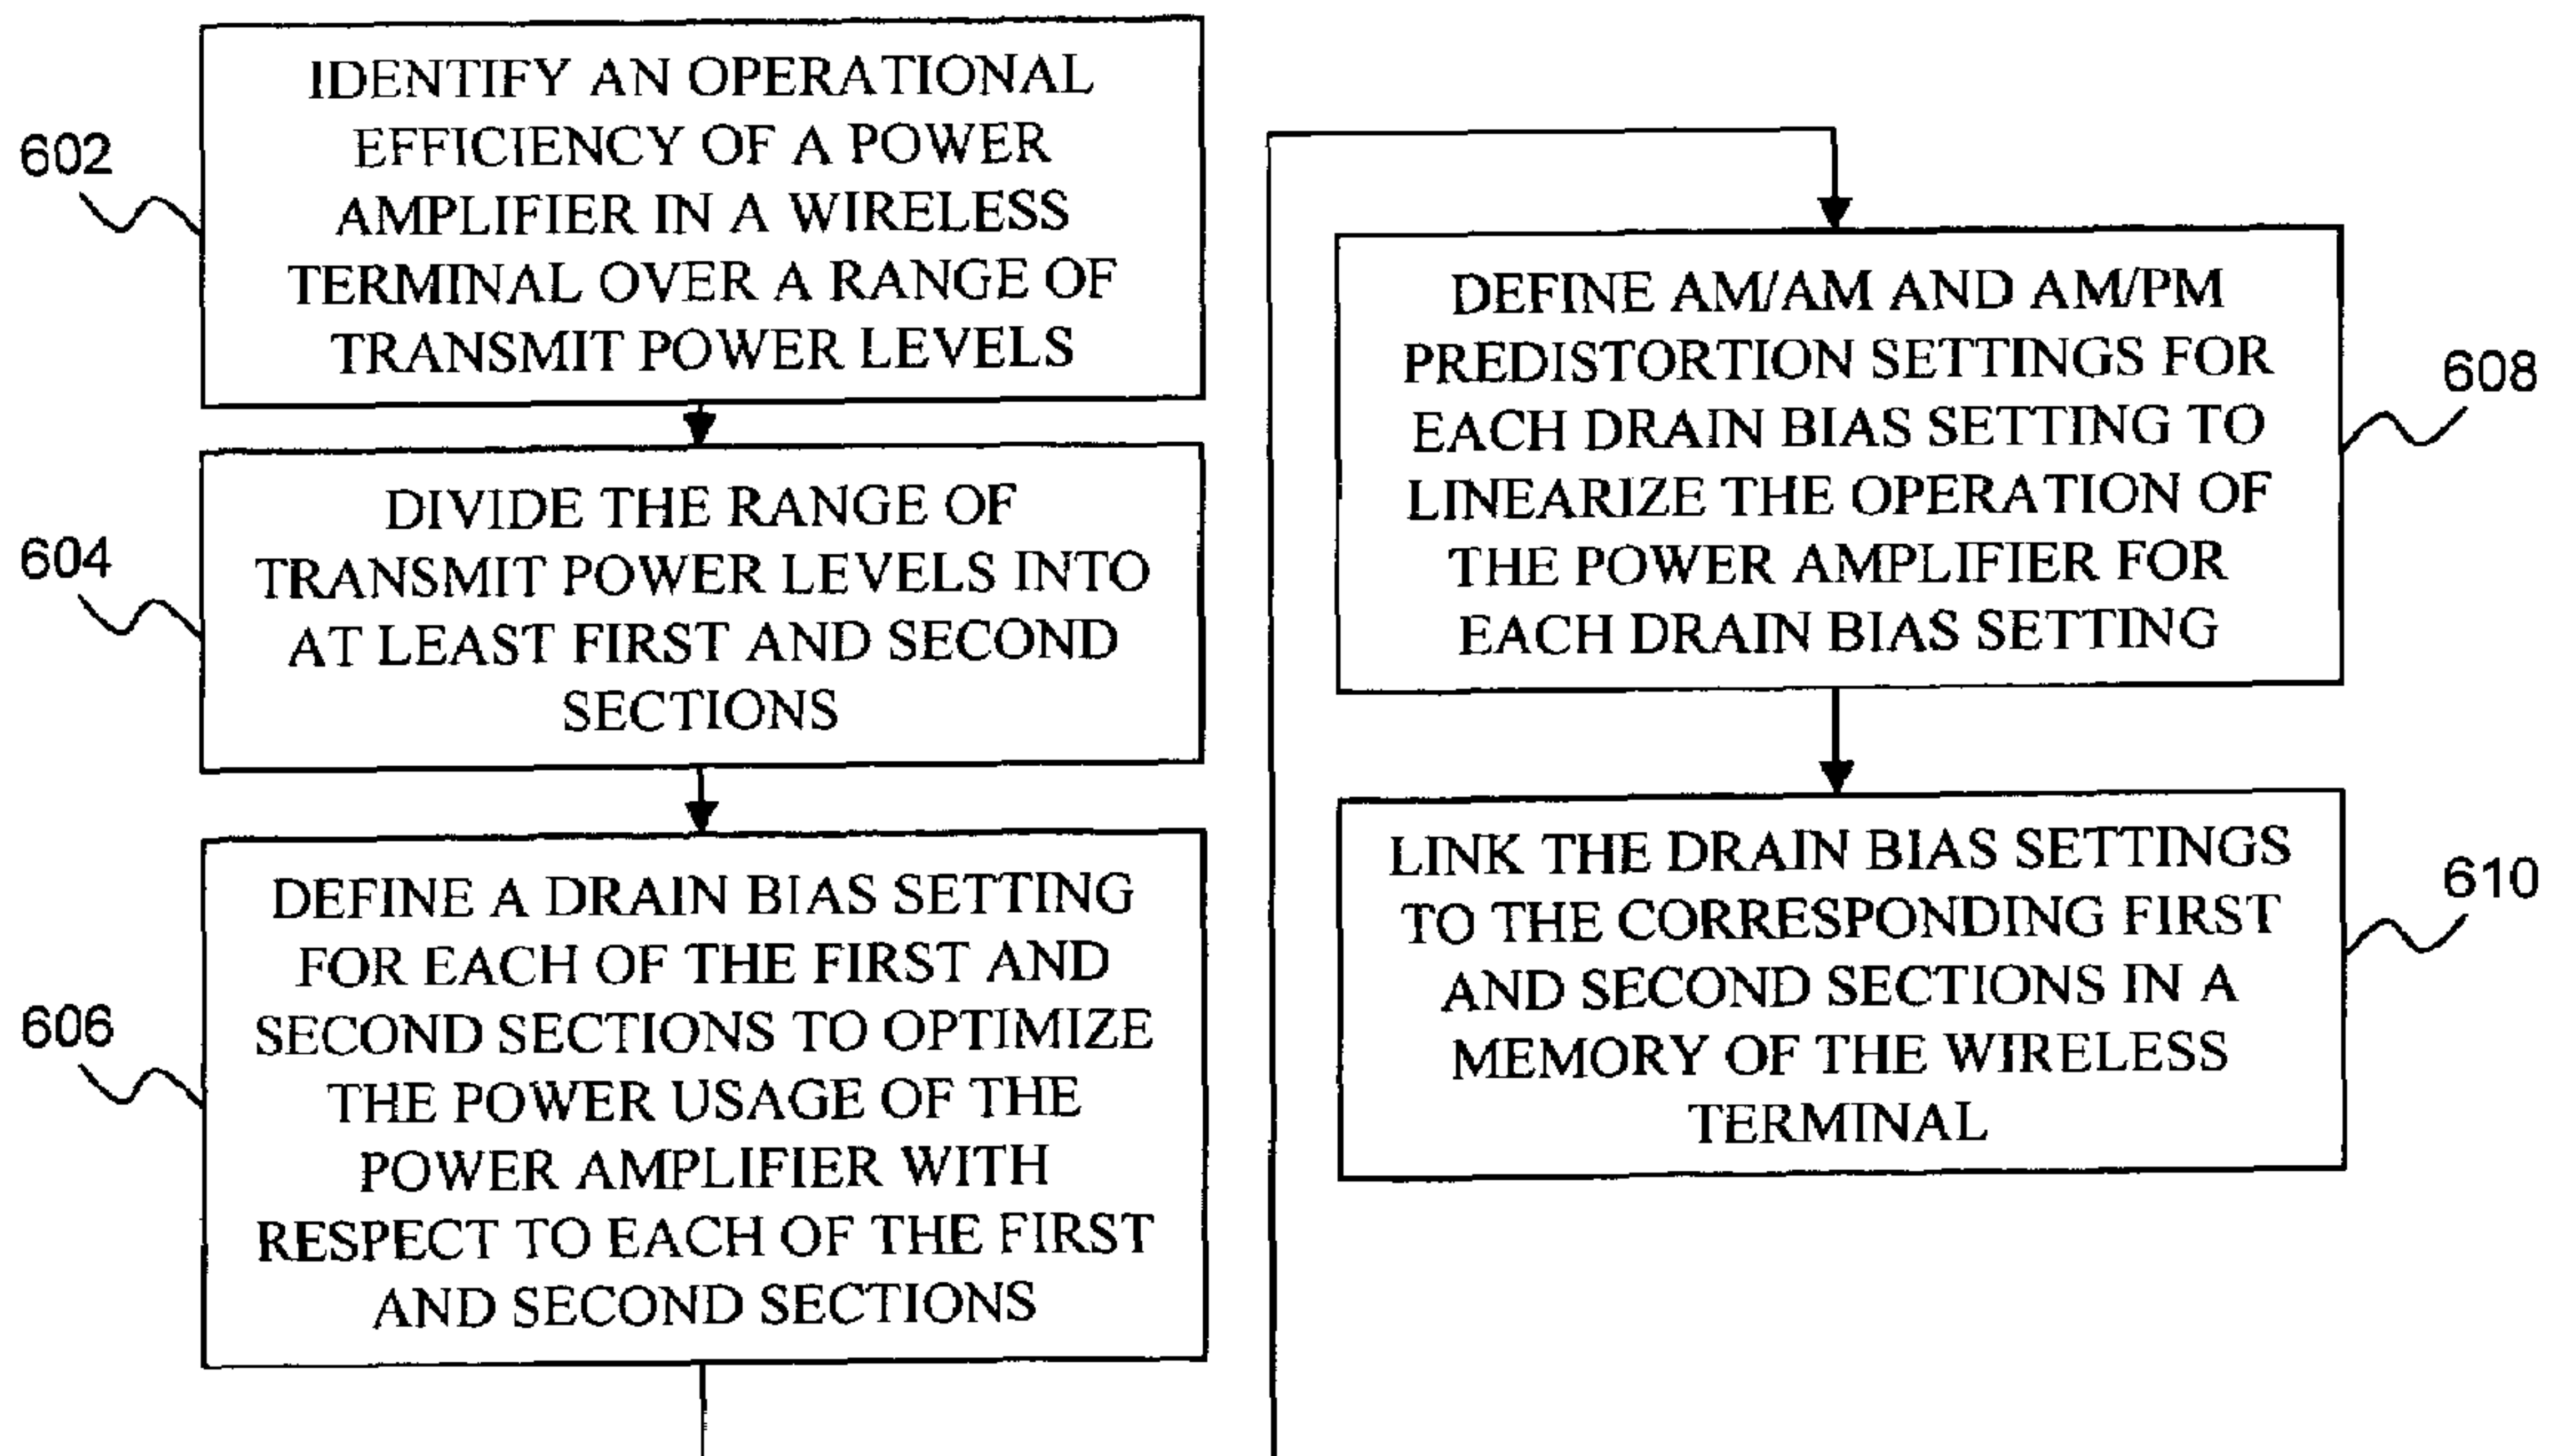 602
IDENTIFY AN OPERATIONAL
EFFICIENCY OF A POWER
AMPLIFIER IN A WIRELESS
TERMINAL OVER A RANGE OF
TRANSMIT POWER LEVELS
604
DIVIDE THE RANGE OF
TRANSMIT POWER LEVELS INTO
AT LEAST FIRST AND SECOND
SECTIONS
606
DEFINE A DRAIN BIAS SETTING
FOR EACH OF THE FIRST AND
SECOND SECTIONS TO OPTIMIZE
THE POWER USAGE OF THE
POWER AMPLIFIER WITH
RESPECT TO EACH OF THE FIRST
AND SECOND SECTIONS
608
DEFINE AM/AM AND AM/PM
PREDISTORTION SETTINGS FOR
EACH DRAIN BIAS SETTING TO
LINEARIZE THE OPERATION OF
THE POWER AMPLIFIER FOR
EACH DRAIN BIAS SETTING
610
LINK THE DRAIN BIAS SETTINGS
TO THE CORRESPONDING FIRST
AND SECOND SECTIONS IN A
MEMORY OF THE WIRELESS
TERMINAL